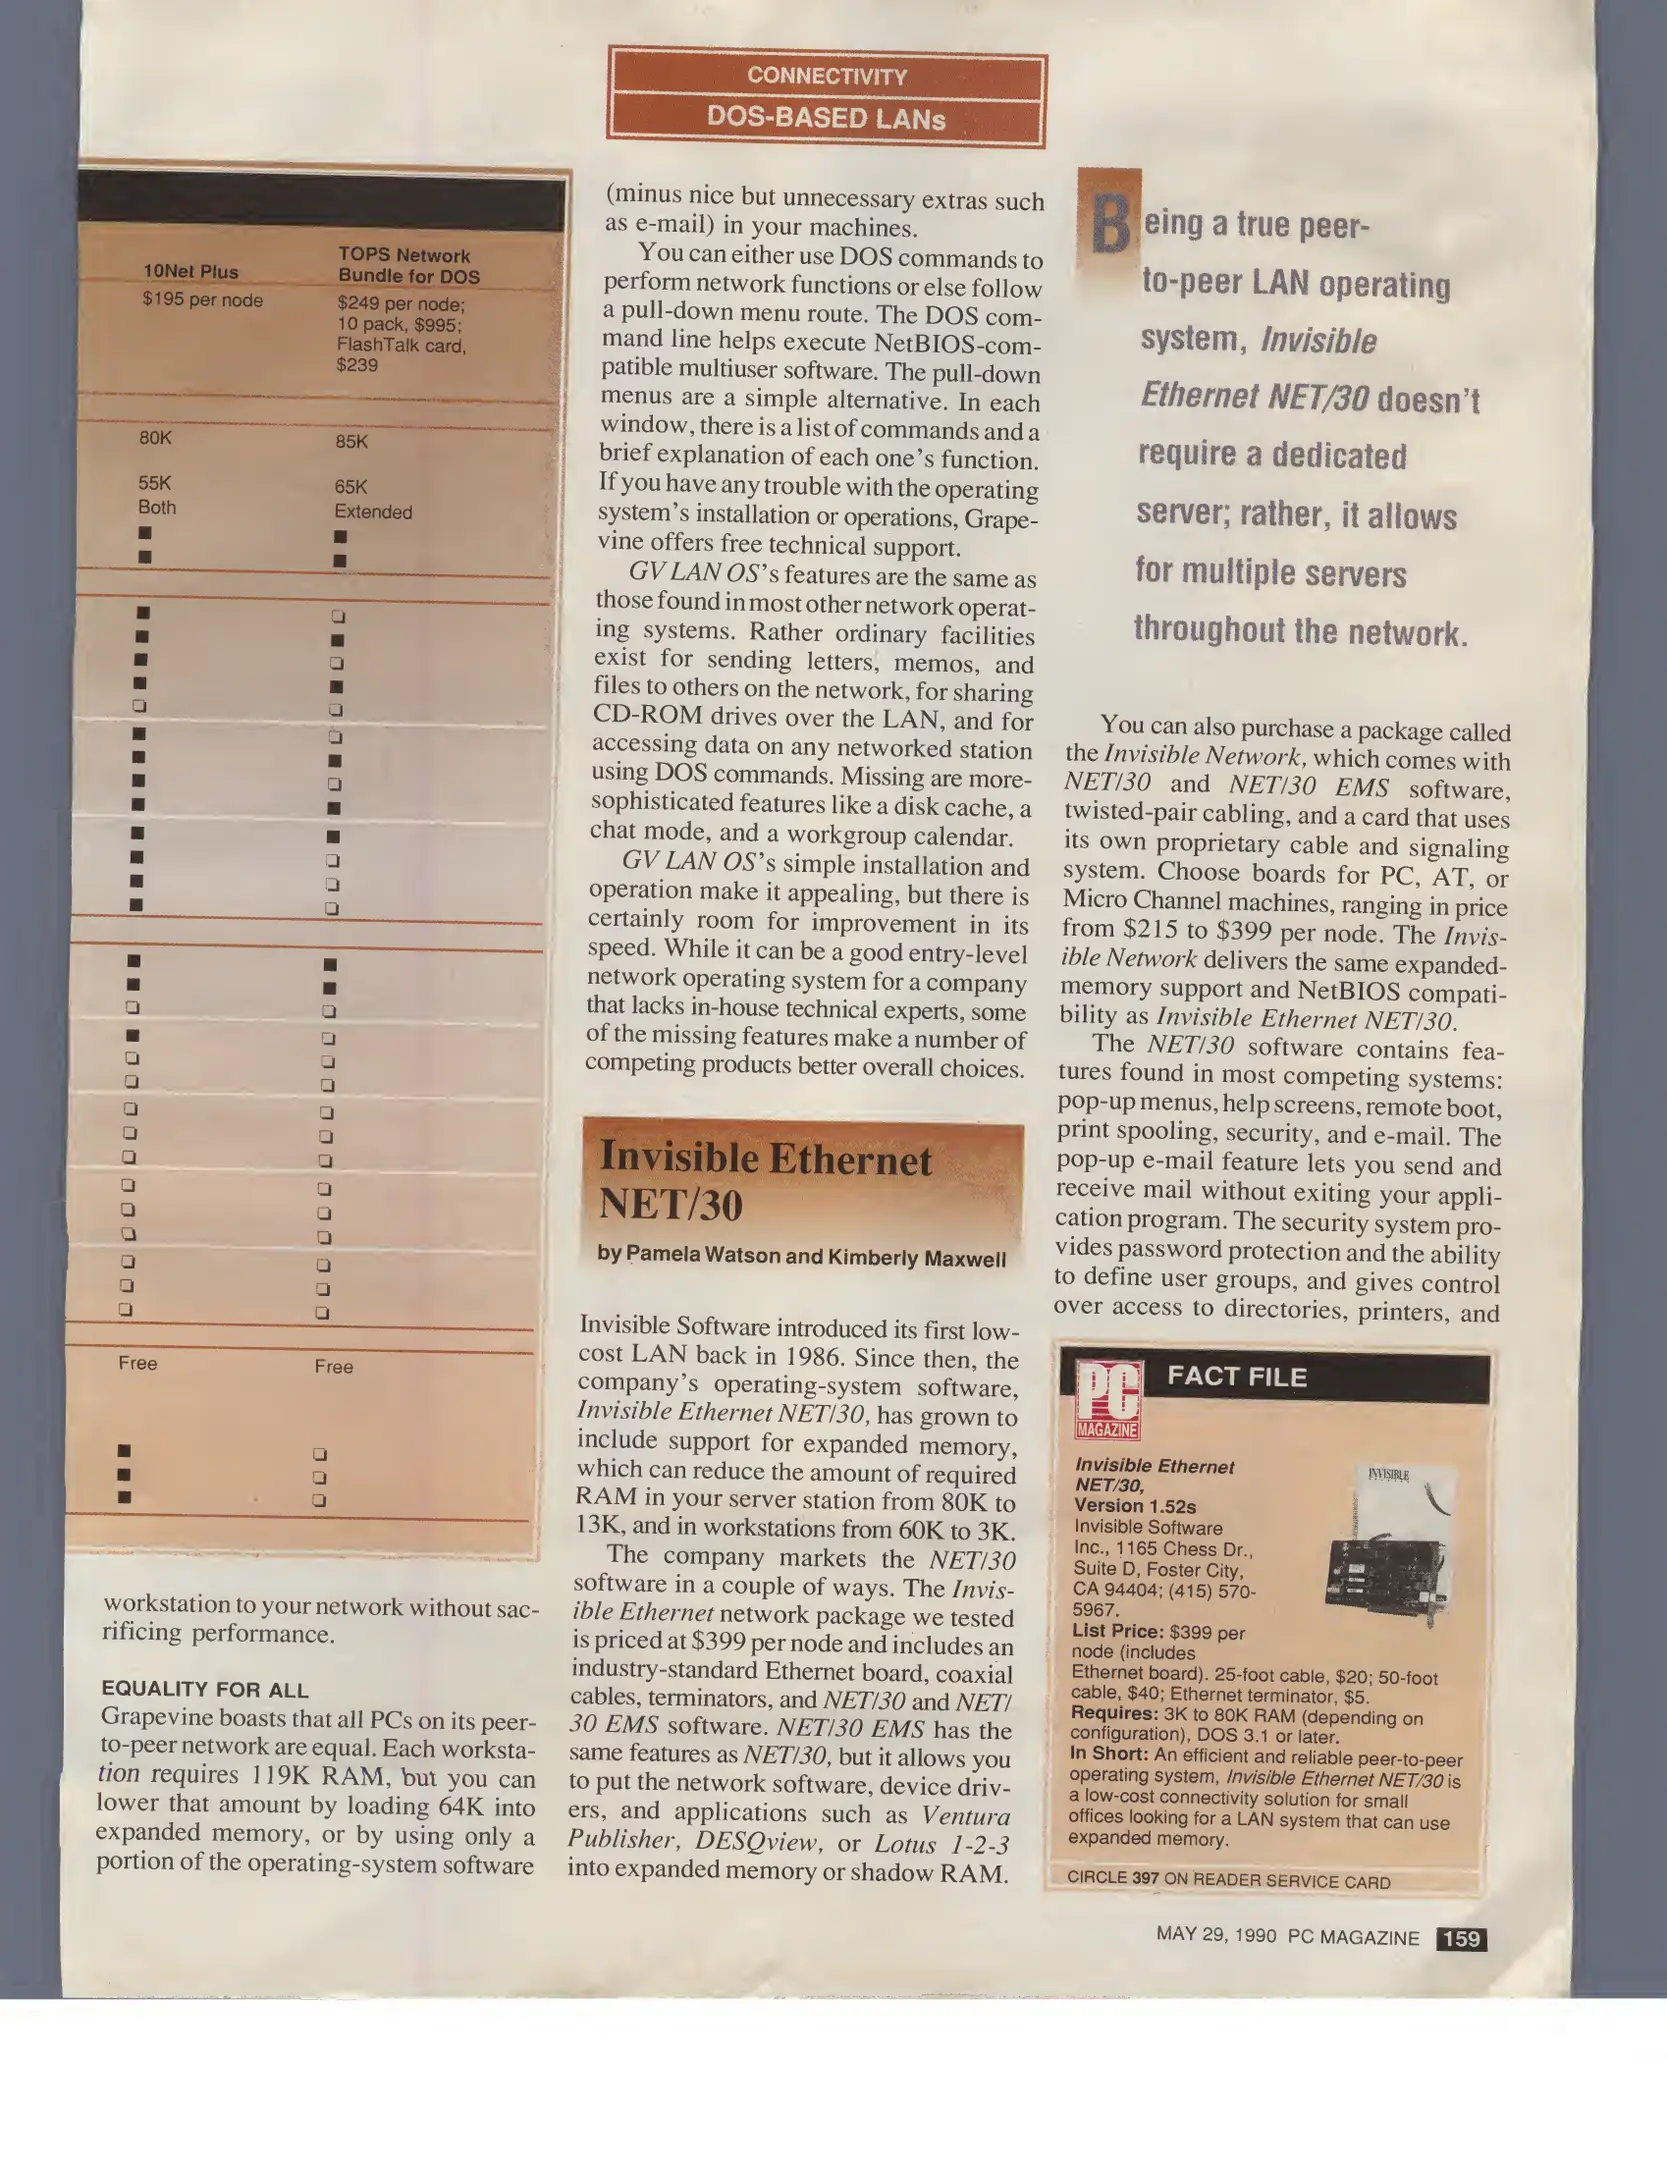 CONNECTIVITY
DOS-BASED LANs
10Net Plus
TOPS Network
Bundle for DOS
$195 per node
$249 per node;
10 pack, $995;
FlashTalk card,
$239
80K
85K
55K
65K
Both
Extended
Free
Free
workstation to your network without sac-
rificing performance.
EQUALITY FOR ALL
Grapevine boasts that all PCs on its peer-
to-peer network are equal. Each worksta-
tion requires 119K RAM, but you can
lower that amount by loading 64K into
expanded memory, or by using only a
portion of the operating-system software
(minus nice but unnecessary extras such
as e-mail) in your machines.
You can either use DOS commands to
perform network functions or else follow
a pull-down menu route. The DOS com-
mand line helps execute NetBIOS-com-
patible multiuser software. The pull-down
menus are a simple alternative. In each
window, there is a list of commands and a
brief explanation of each one's function.
If you have any trouble with the operating
system's installation or operations, Grape-
vine offers free technical support.
GV LAN OS's features are the same as
those found in most other network operat-
ing systems. Rather ordinary facilities
exist for sending letters, memos, and
files to others on the network, for sharing
CD-ROM drives over the LAN, and for
accessing data on any networked station
using DOS commands. Missing are more-
sophisticated features like a disk cache, a
chat mode, and a workgroup calendar.
GV LAN OS's simple installation and
operation make it appealing, but there is
certainly room for improvement in its
speed. While it can be a good entry-level
network operating system for a company
that lacks in-house technical experts, some
of the missing features make a number of
competing products better overall choices.
Invisible Ethernet
NET/30
by Pamela Watson and Kimberly Maxwell
Invisible Software introduced its first low-
cost LAN back in 1986. Since then, the
company's operating-system software,
Invisible Ethernet NET/30, has grown to
include support for expanded memory,
which can reduce the amount of required
RAM in your server station from 80K to
13K, and in workstations from 60K to 3K.
The company markets the NET/30
software in a couple of ways. The Invis-
ible Ethernet network package we tested
is priced at $399 per node and includes an
industry-standard Ethernet board, coaxial
cables, terminators, and NET/30 and NET/
30 EMS software. NET/30 EMS has the
same features as NET/30, but it allows you
to put the network software, device driv-
ers, and applications such as Ventura
Publisher, DESQview, or Lotus 1-2-3
into expanded memory or shadow RAM.
Being a true peer-
to-peer LAN operating
system, Invisible
Ethernet NET/30 doesn't
require a dedicated
server; rather, it allows
for multiple servers
throughout the network.
You can also purchase a package called
the Invisible Network, which comes with
NET/30 and NET/30 EMS software,
twisted-pair cabling, and a card that uses
its own proprietary cable and signaling
system. Choose boards for PC, AT, or
Micro Channel machines, ranging in price
from $215 to $399 per node. The Invis-
ible Network delivers the same expanded-
memory support and NetBIOS compati-
bility as Invisible Ethernet NET/30.
The NET/30 software contains fea-
tures found in most competing systems:
pop-up menus, help screens, remote boot,
print spooling, security, and e-mail. The
pop-up e-mail feature lets you send and
receive mail without exiting your appli-
cation program. The security system pro-
vides password protection and the ability
to define user groups, and gives control
over access to directories, printers, and
PC
MAGAZINE
FACT FILE
INVISIBLE
Invisible Ethernet
NET/30,
Version 1.52s
Invisible Software
Inc., 1165 Chess Dr.,
Suite D, Foster City,
CA 94404; (415) 570-
5967.
List Price: $399 per
node (includes
Ethernet board). 25-foot cable, $20; 50-foot
cable, $40; Ethernet terminator, $5.
Requires: 3K to 80K RAM (depending on
configuration), DOS 3.1 or later.
In Short: An efficient and reliable peer-to-peer
operating system, Invisible Ethernet NET/30 is
a low-cost connectivity solution for small
offices looking for a LAN system that can use
expanded memory.
CIRCLE 397 ON READER SERVICE CARD
MAY 29, 1990 PC MAGAZINE 159